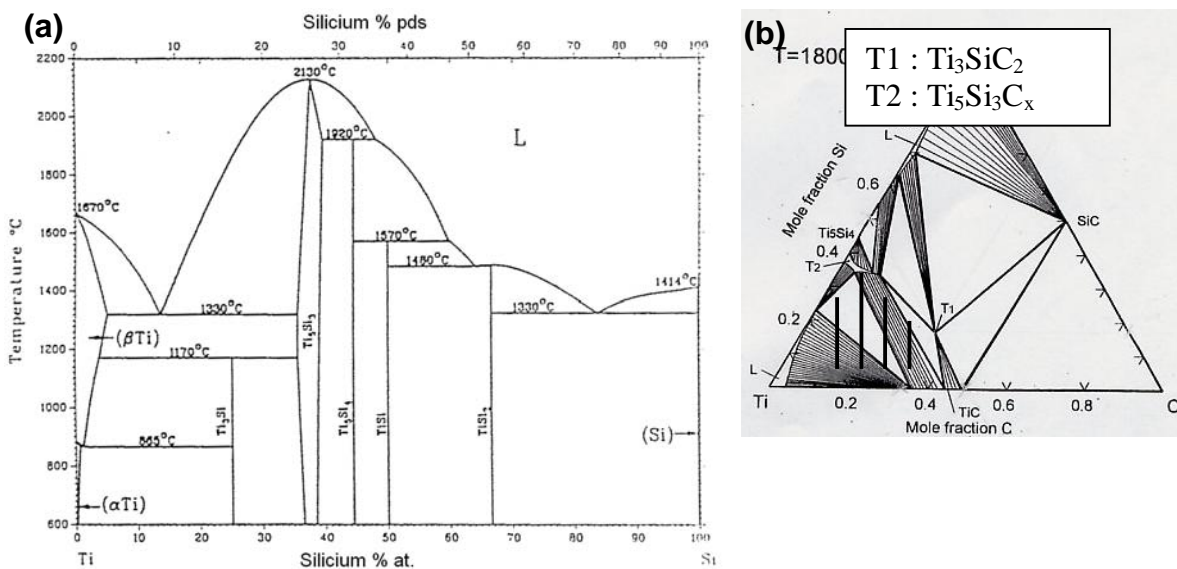 (a)
Silicium % pds
0 10 20 30 40 50 60 70 80 90 100
2200
2000
1800
1600
1400
1200
1000
800
600
Temperature °C
2130°C
L
1920°C
1670°C
1570°C
1480°C
1414°C
1330°C
1330°C
(βTi)
1170°C
865°C
(αTi)
Ti3Si
Ti5Si3
Ti5Si4
TiSi
TiSi2
(Si)
0 10 20 30 40 50 60 70 80 90 100
Ti
Silicium % at.
Si
(b)
T=1800
T1 : Ti3SiC2
T2 : Ti5Si3Cx
L
Mole fraction Si
0.6
SiC
Ti5Si4
0.4
T2
T1
0.2
L
Ti
0.2
0.4
TiC
0.8
C
Mole fraction C